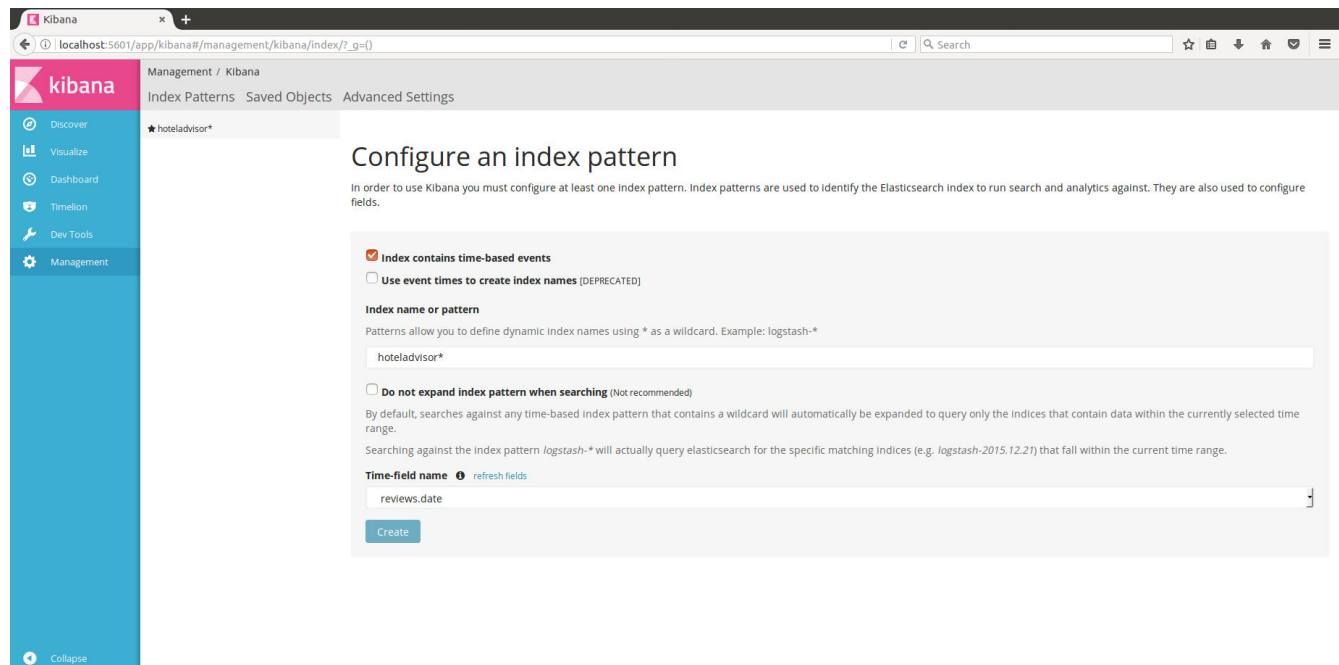 Kibana
localhost:5601/app/kibana#/management/kibana/index/?_g=()
Search
kibana
Management / Kibana
Index Patterns Saved Objects Advanced Settings
Discover
Visualize
Dashboard
Timelion
Dev Tools
Management
Collapse
hoteladvisor*
Configure an index pattern
In order to use Kibana you must configure at least one index pattern. Index patterns are used to identify the Elasticsearch index to run search and analytics against. They are also used to configure
fields.
Index contains time-based events
Use event times to create index names [DEPRECATED]
Index name or pattern
Patterns allow you to define dynamic index names using * as a wildcard. Example: logstash-*
hoteladvisor*
Do not expand index pattern when searching (Not recommended)
By default, searches against any time-based index pattern that contains a wildcard will automatically be expanded to query only the indices that contain data within the currently selected time
range.
Searching against the index pattern logstash-* will actually query elasticsearch for the specific matching indices (e.g. logstash-2015.12.21) that fall within the current time range.
Time-field name refresh fields
reviews.date
Create